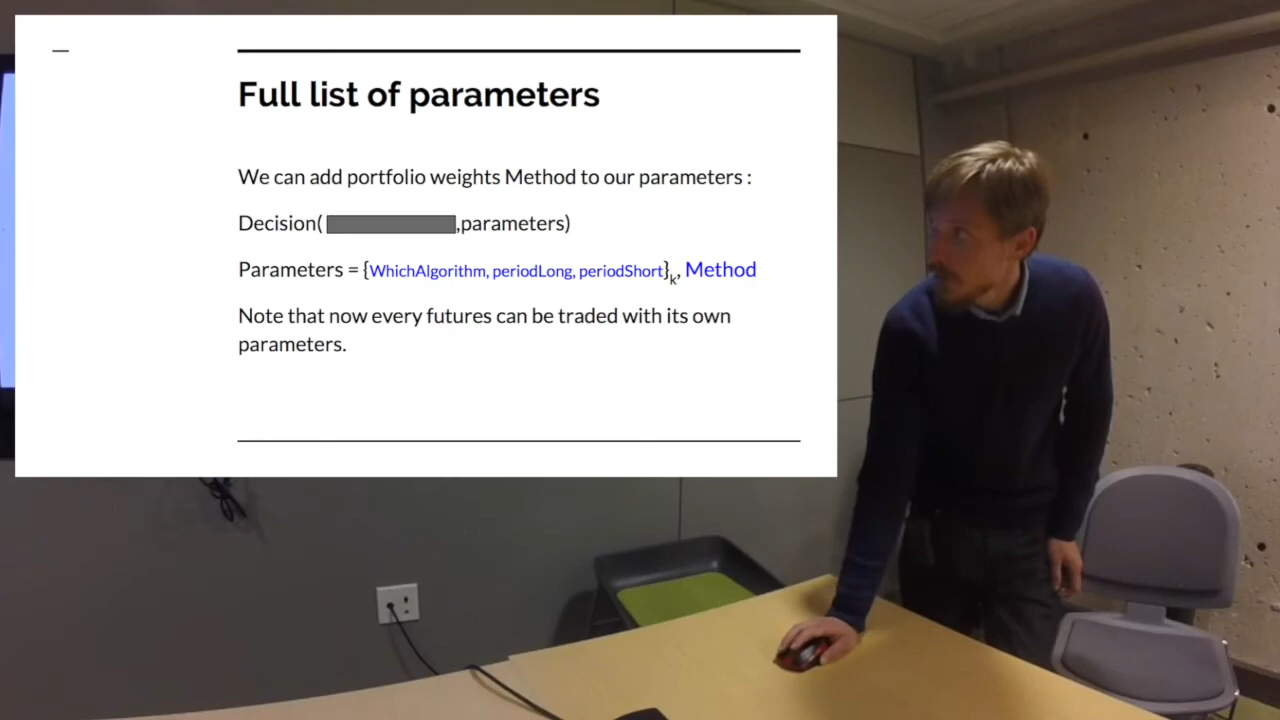 Full list of parameters
We can add portfolio weights Method to our parameters :
Decision( ,parameters)
Parameters = {WhichAlgorithm, periodLong, periodShort}k, Method
Note that now every futures can be traded with its own
parameters.